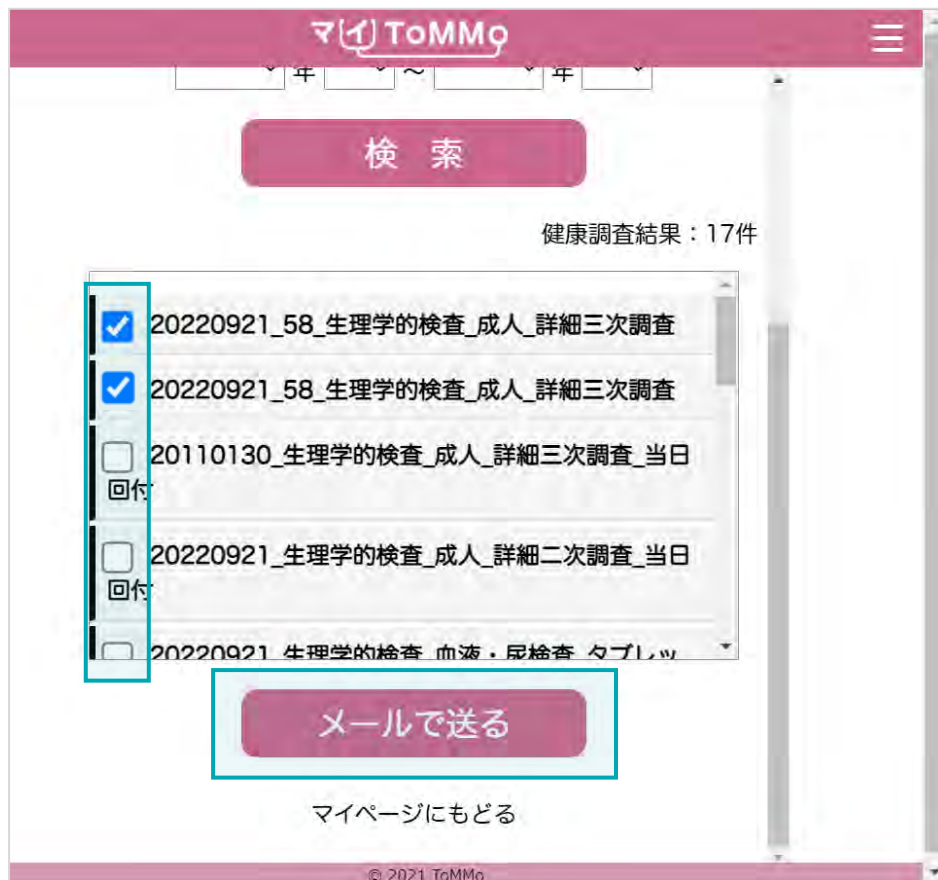 マイ ToMMo
年 ～ 年
検 索
健康調査結果：17件
20220921_58_生理学的検査_成人_詳細三次調査
20220921_58_生理学的検査_成人_詳細三次調査
20110130_生理学的検査_成人_詳細三次調査_当日
回付
20220921_生理学的検査_成人_詳細二次調査_当日
回付
20220921_生理学的検査_血液・尿検査_タブレッ
メールで送る
マイページにもどる
© 2021 ToMMo